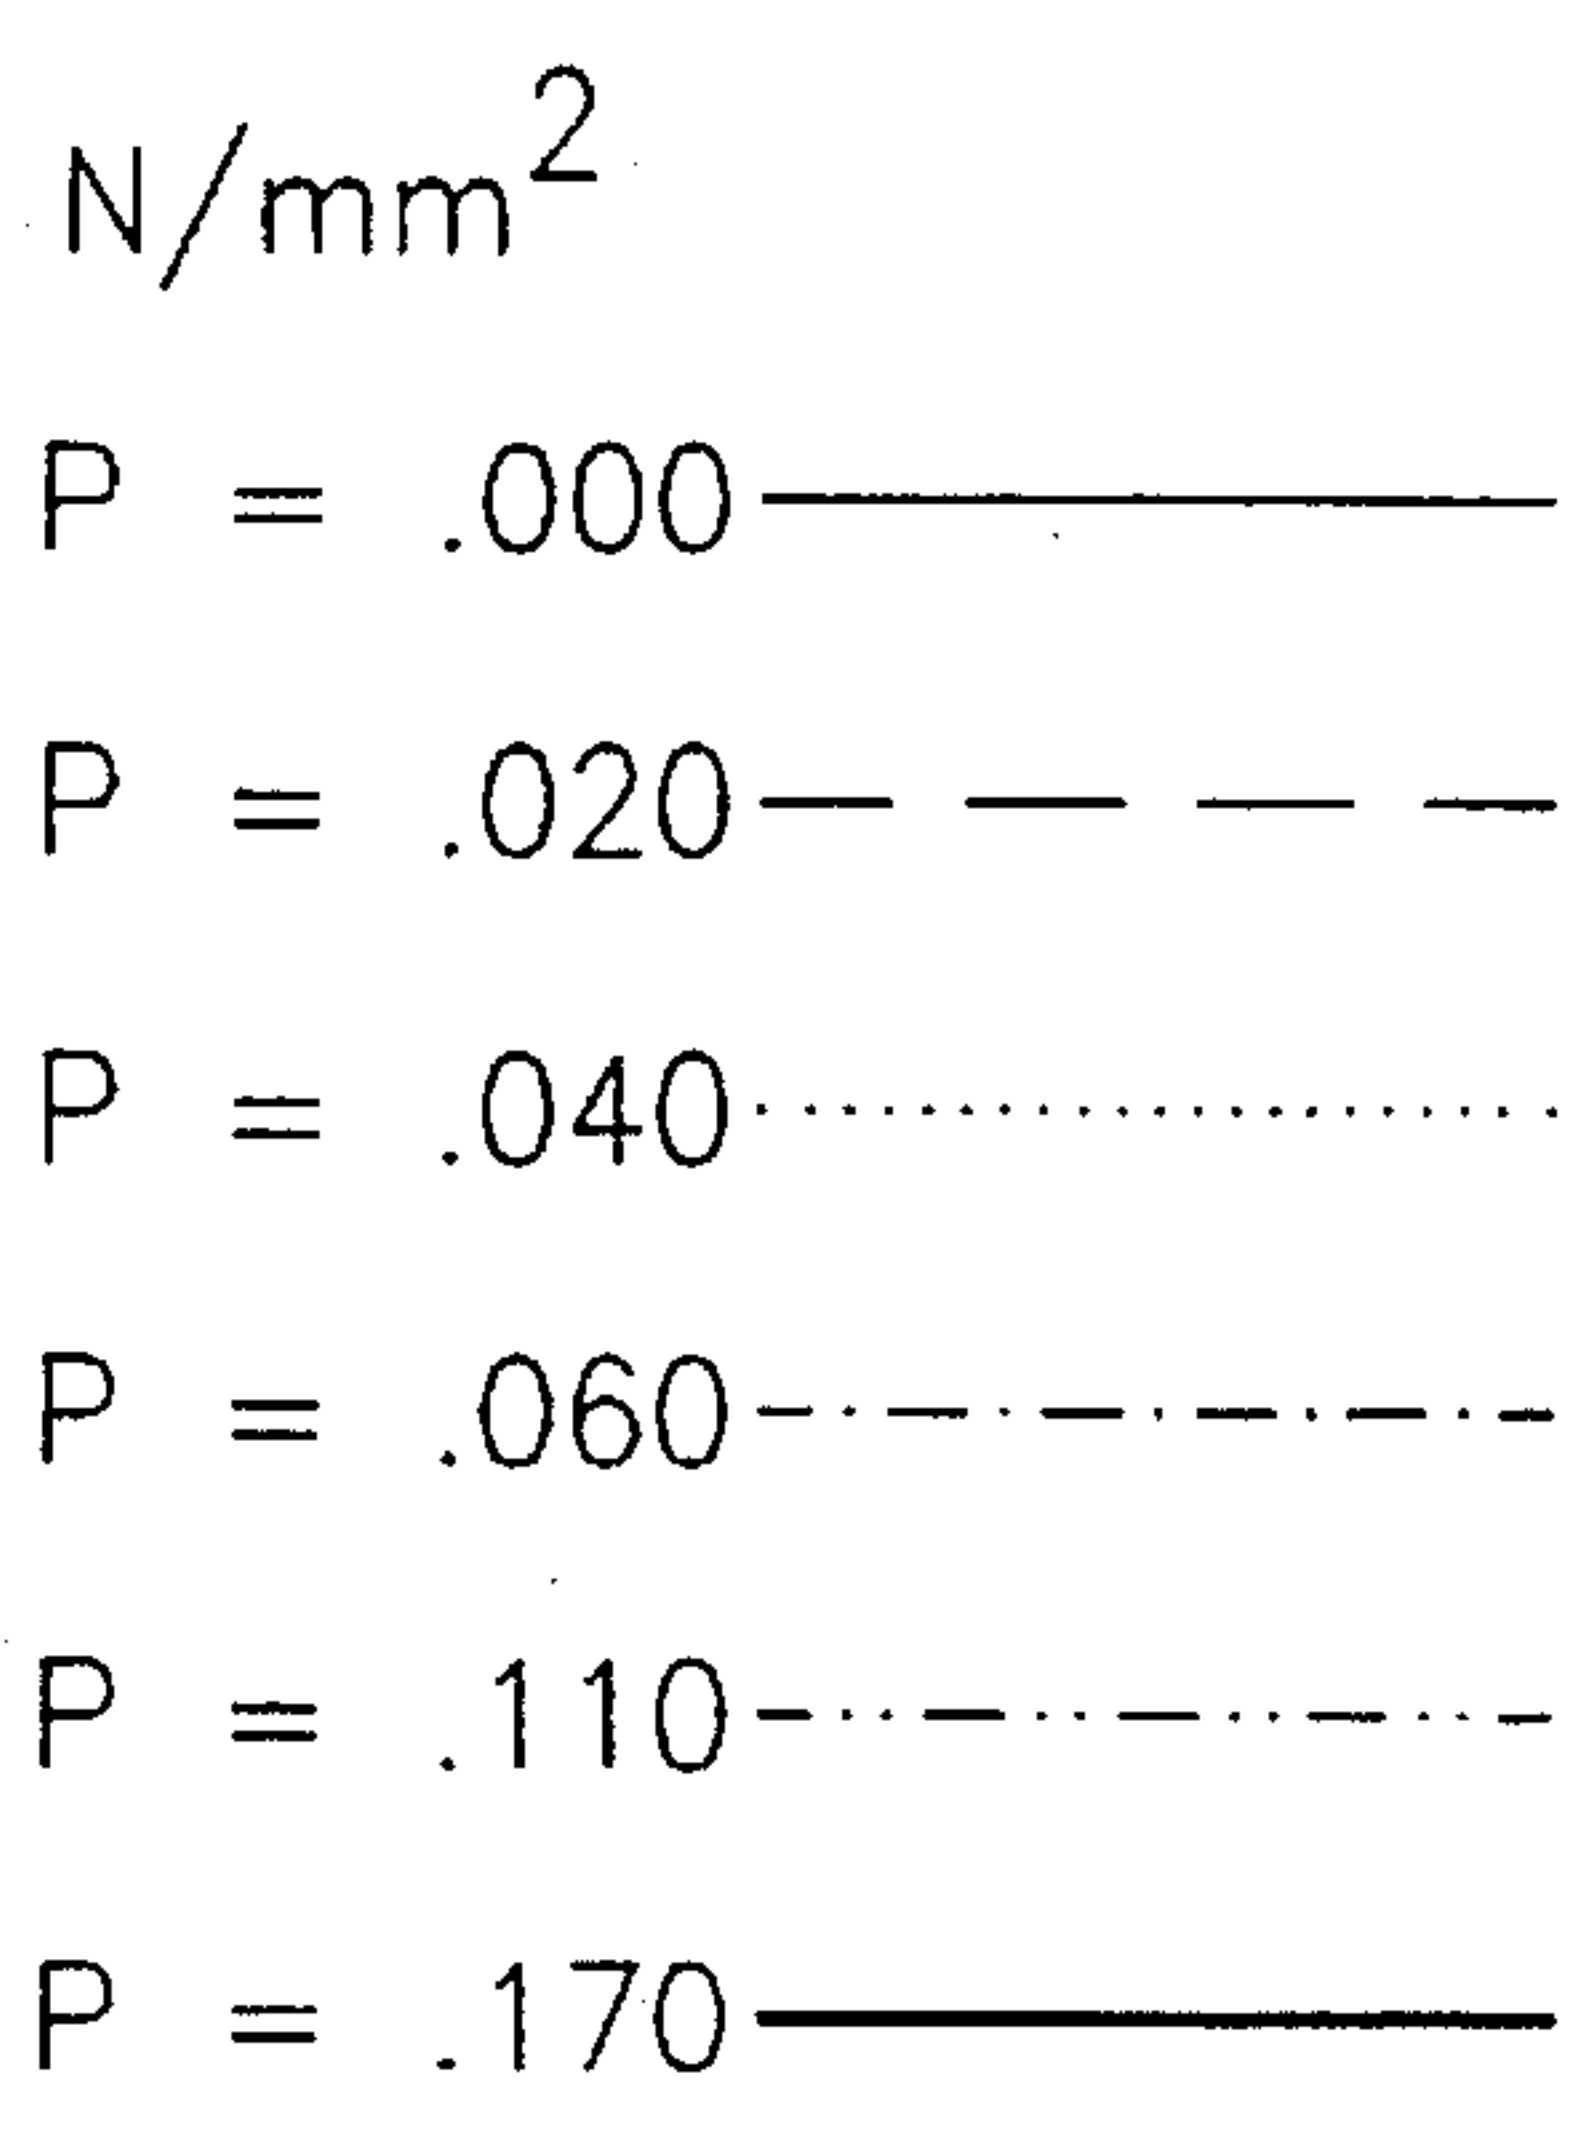 N/mm²
P = .000
P = .020
P = .040
P = .060
P = .110
P = .170